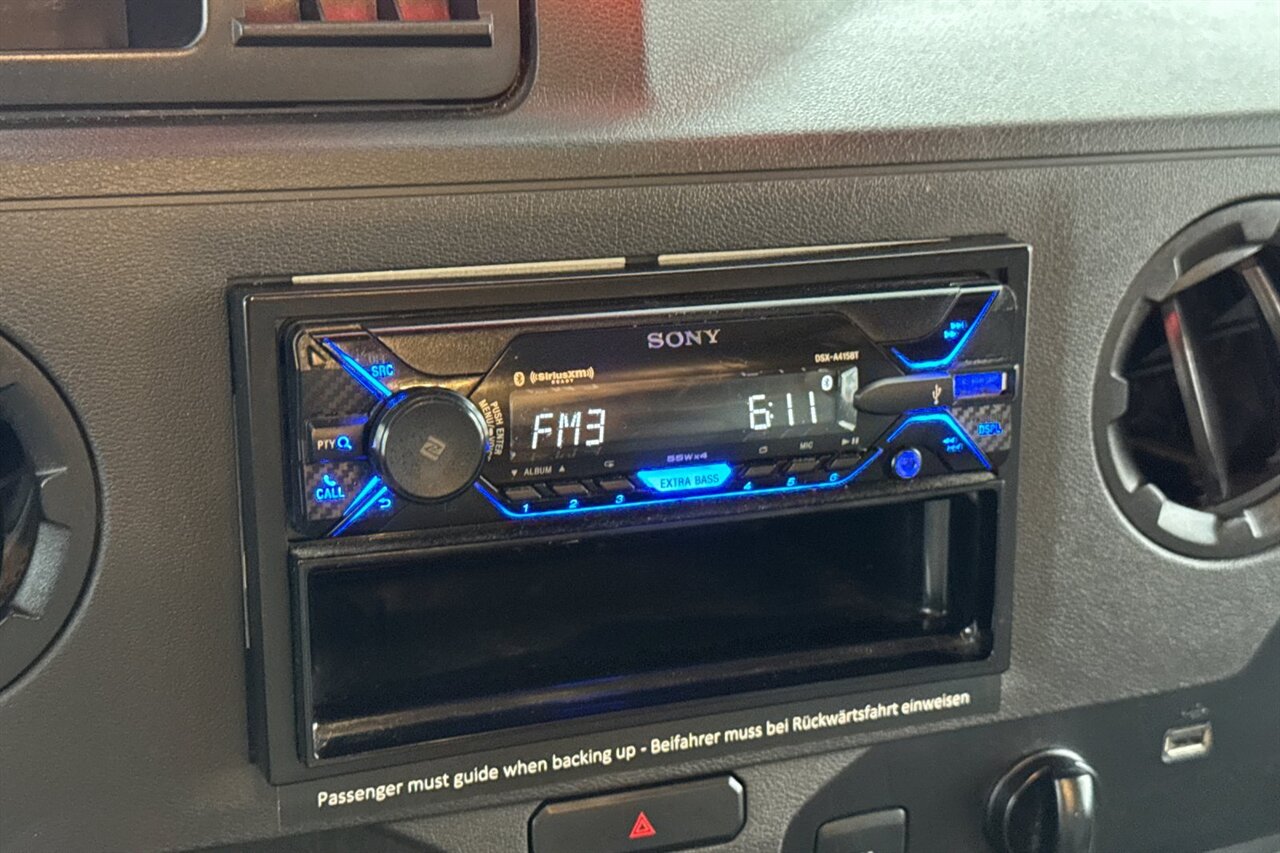 SONY
DSX-A415BT
SRC
((SiriusXM))
READY
PUSH ENTER
MENU/
FM3
6:11
PTY
ALBUM
55W×4
MIC
DSPL
CALL
EXTRA BASS
1 2 3 4 5 6
Passenger must guide when backing up - Beifahrer muss bei Rückwärtsfahrt einweisen